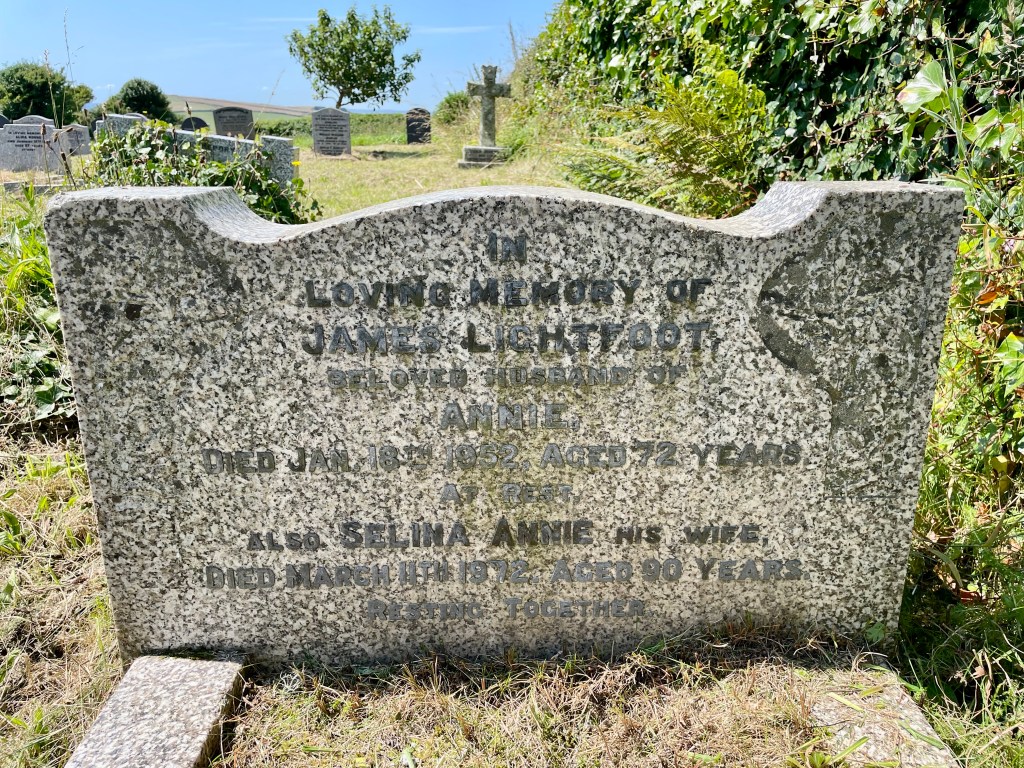 IN
LOVING MEMORY OF
JAMES LIGHTFOOT,
BELOVED HUSBAND OF
ANNIE,
DIED JAN. 18TH 1952, AGED 72 YEARS.
AT REST.
ALSO SELINA ANNIE HIS WIFE,
DIED MARCH 11TH 1972, AGED 90 YEARS.
RESTING TOGETHER.